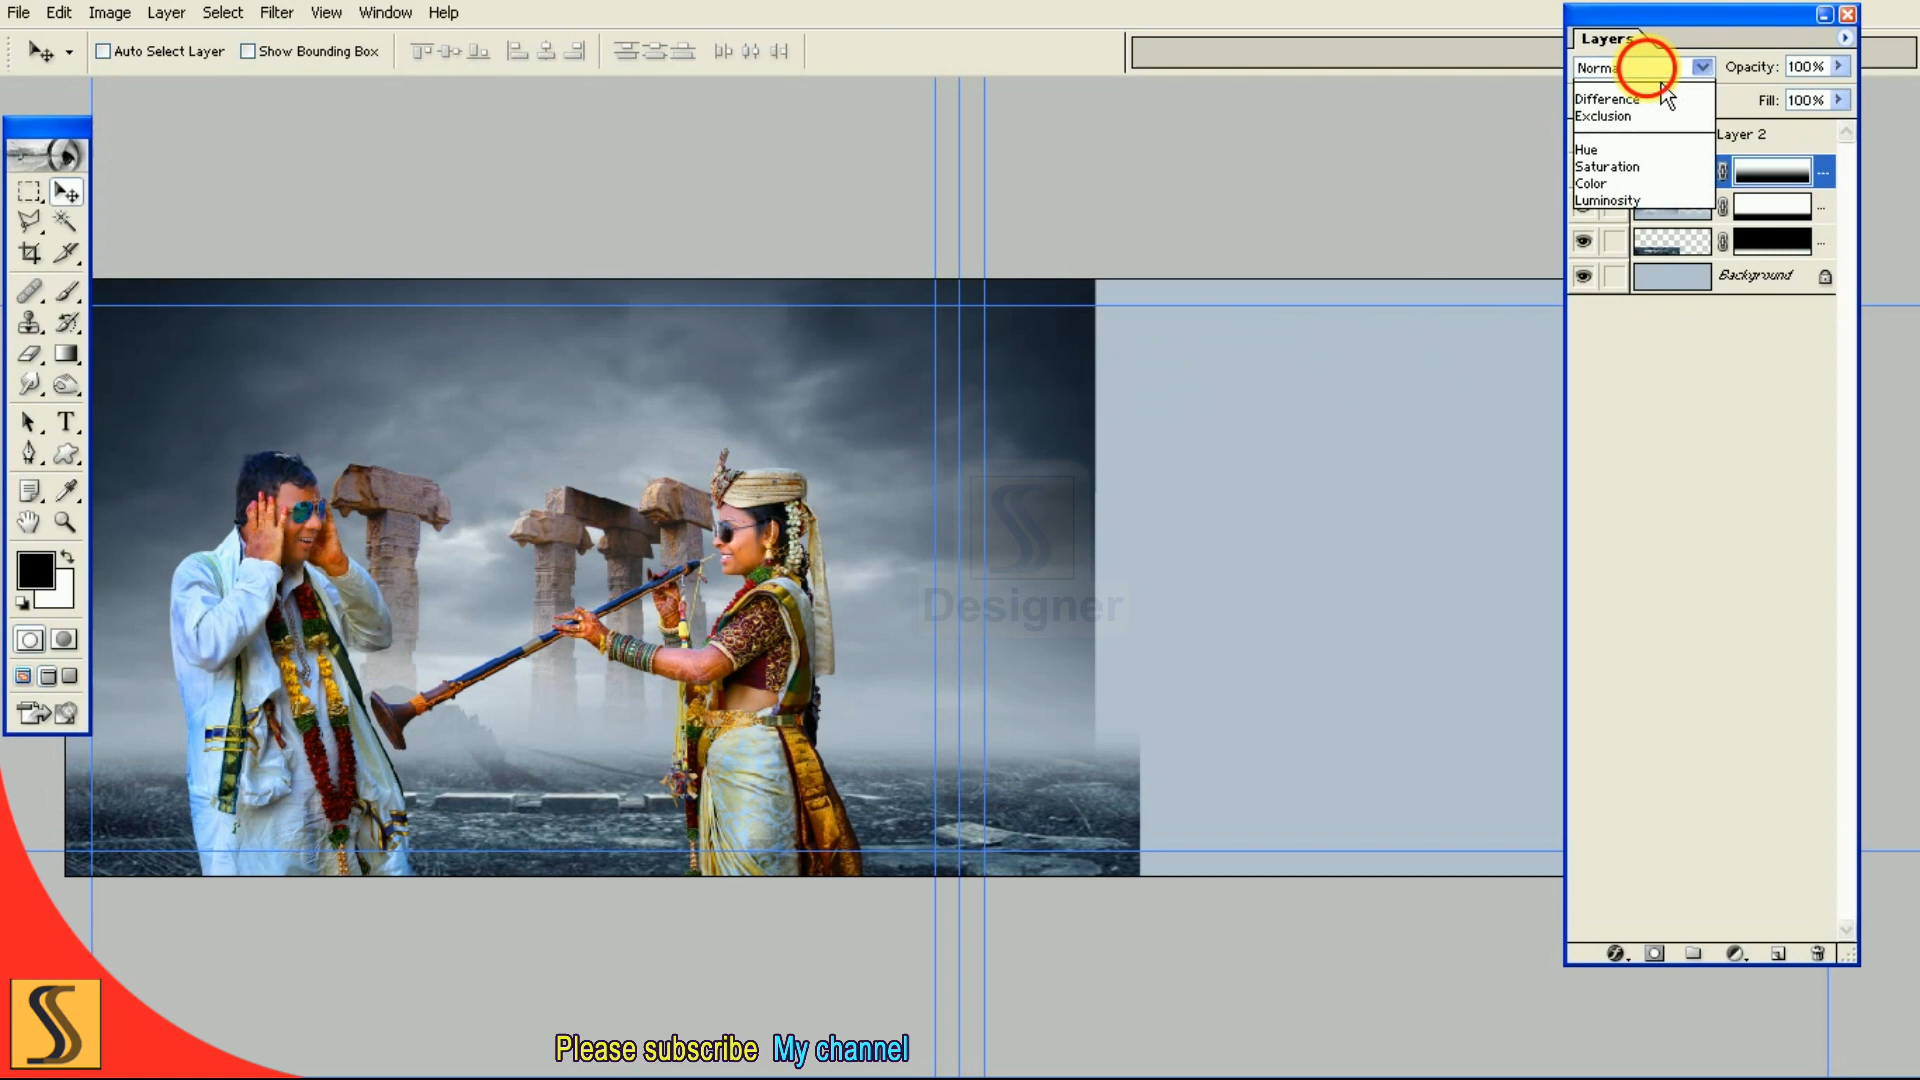 File Edit Image Layer Select Filter View Window Help
Auto Select Layer Show Bounding Box
Layers
Norma Opacity: 100%
Difference
Exclusion
Fill: 100%
Layer 2
Hue
Saturation
Color
Luminosity
...
...
...
Background
T
Designer
Please subscribe My channel